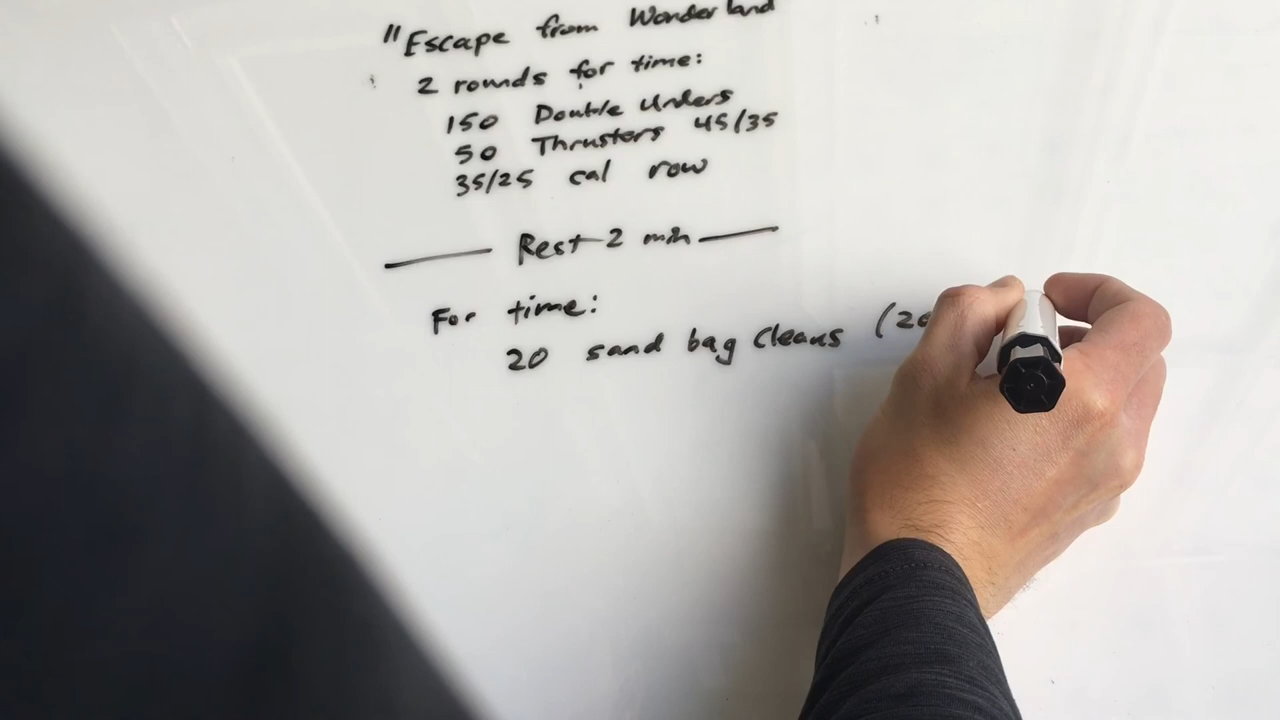 "Escape from Wonderland
2 rounds for time:
150 Double Unders
50 Thrusters 45/35
35/25 cal row
Rest 2 min
For time:
20 sand bag cleans (20